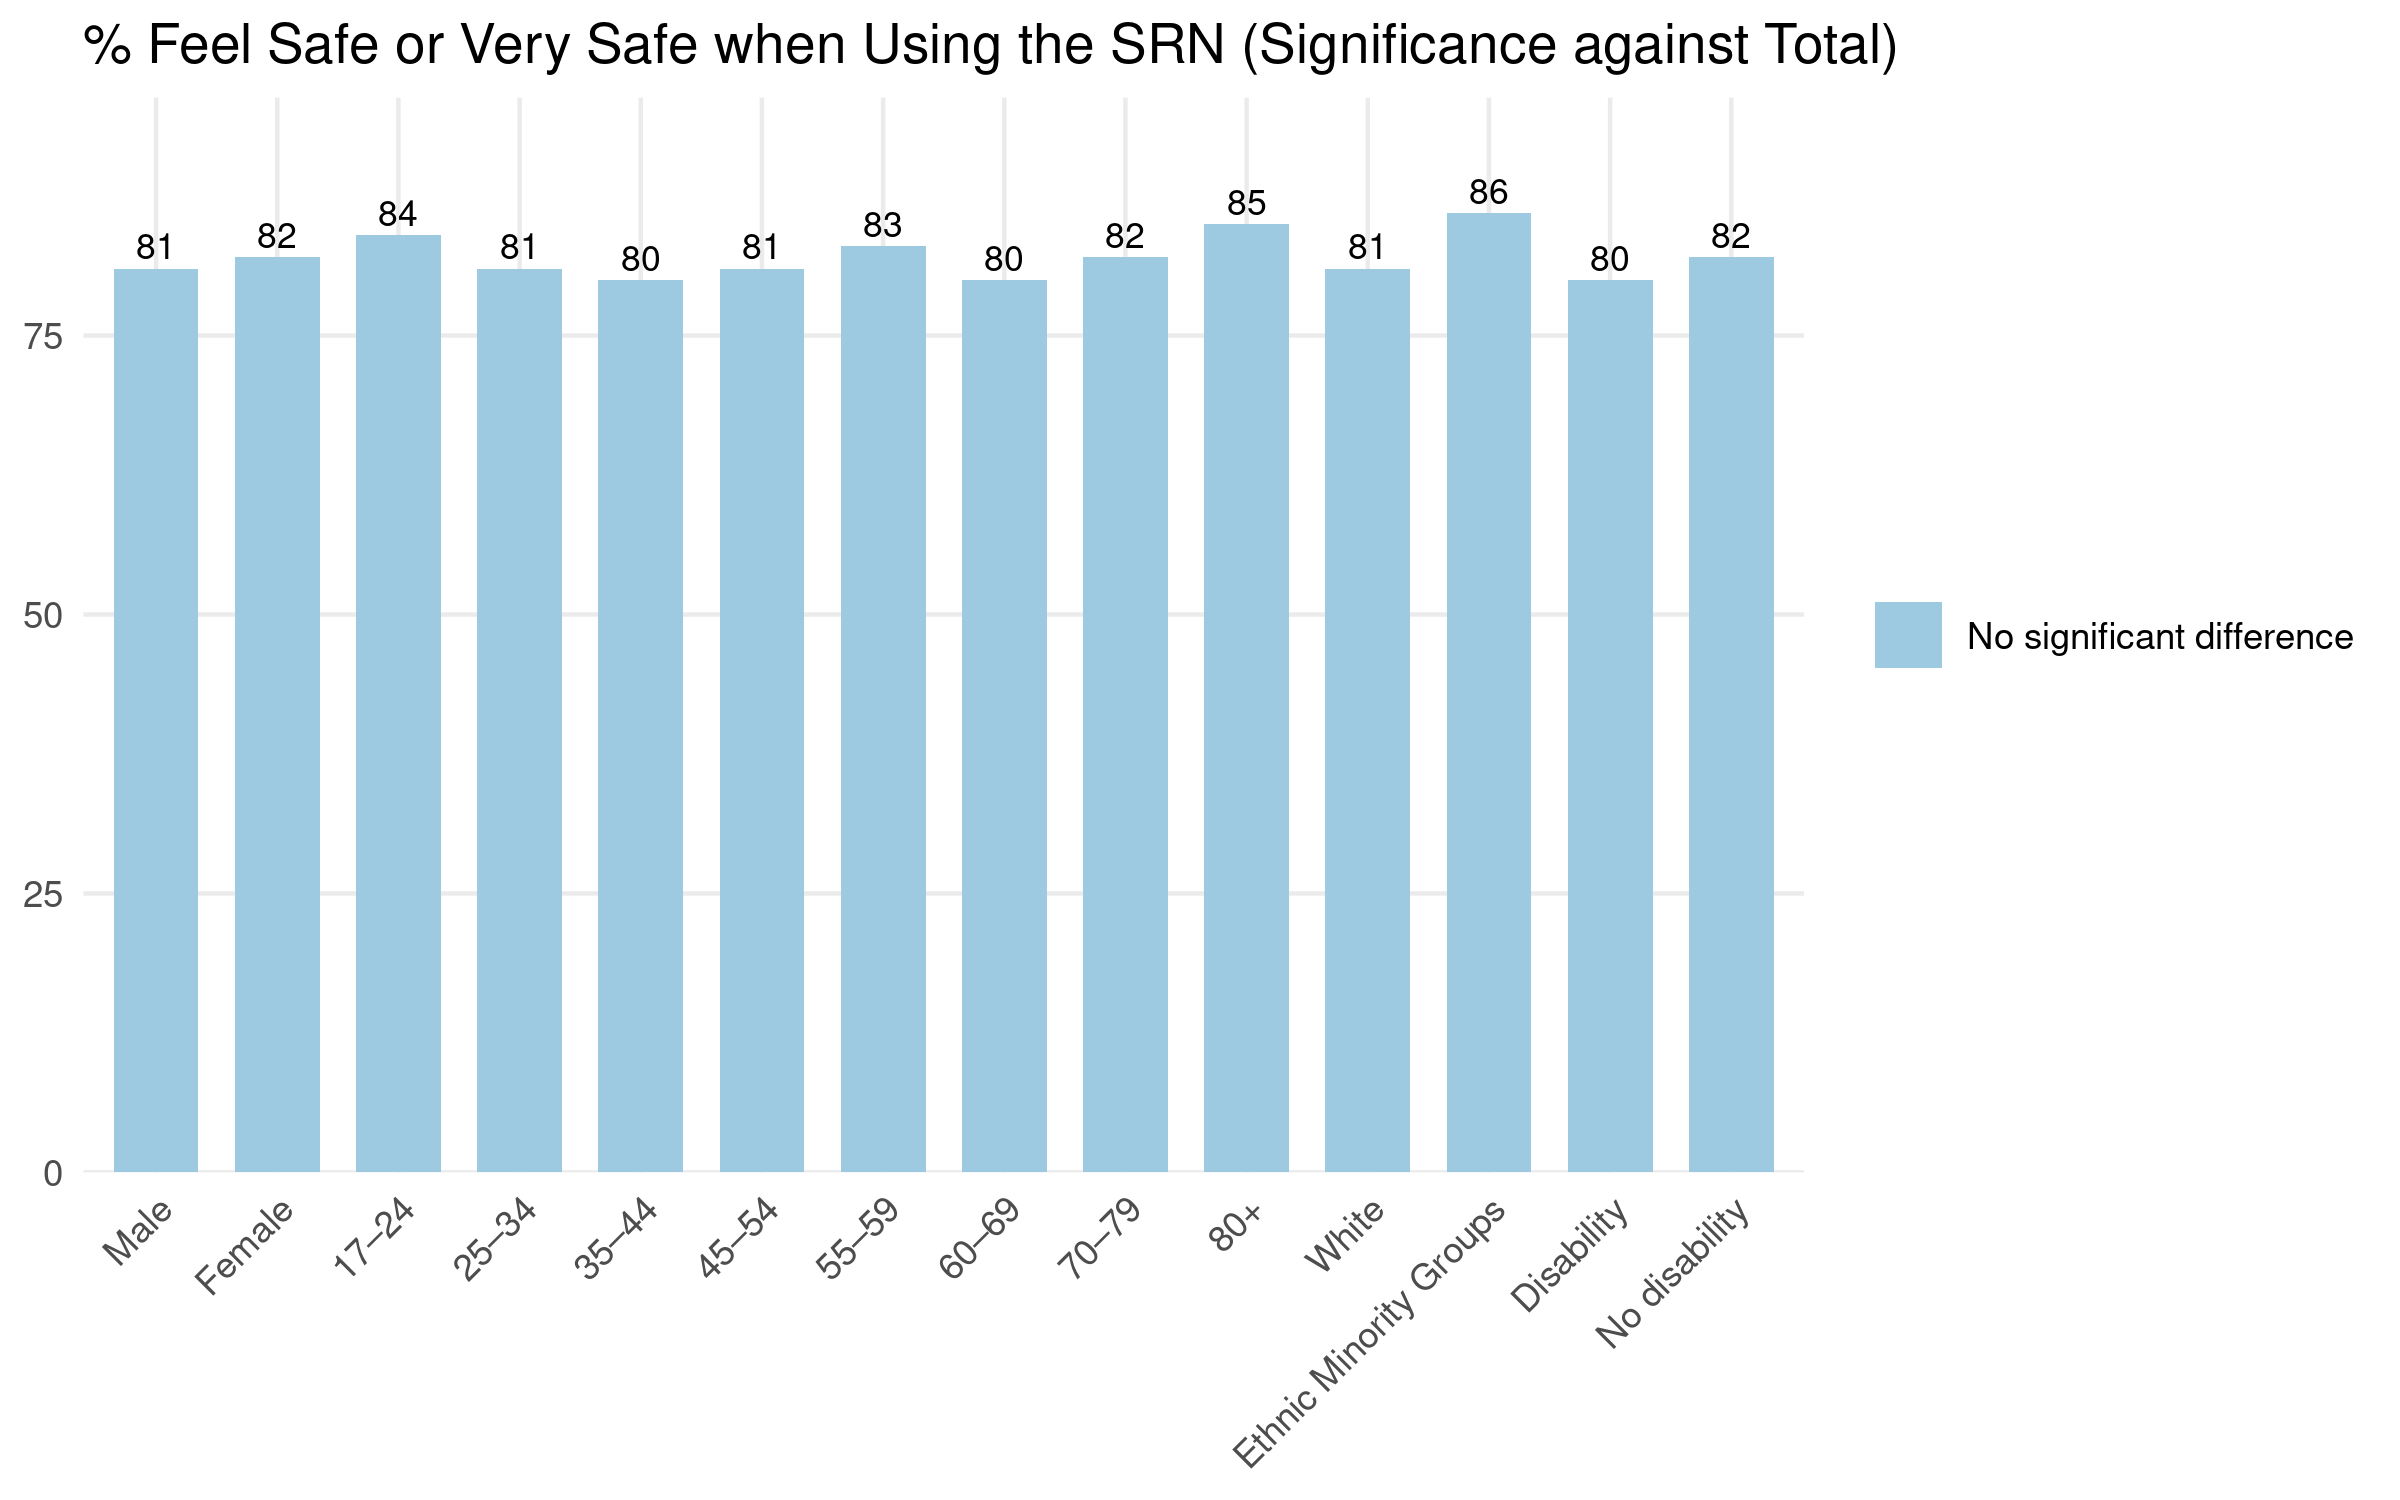 % Feel Safe or Very Safe when Using the SRN (Significance against Total)
81 82 84 81 80 81 83 80 82 85 81 86 80 82
75
50
25
0
No significant difference
Male
Female
17–24
25–34
35–44
45–54
55–59
60–69
70–79
80+
White
Ethnic Minority Groups
Disability
No disability